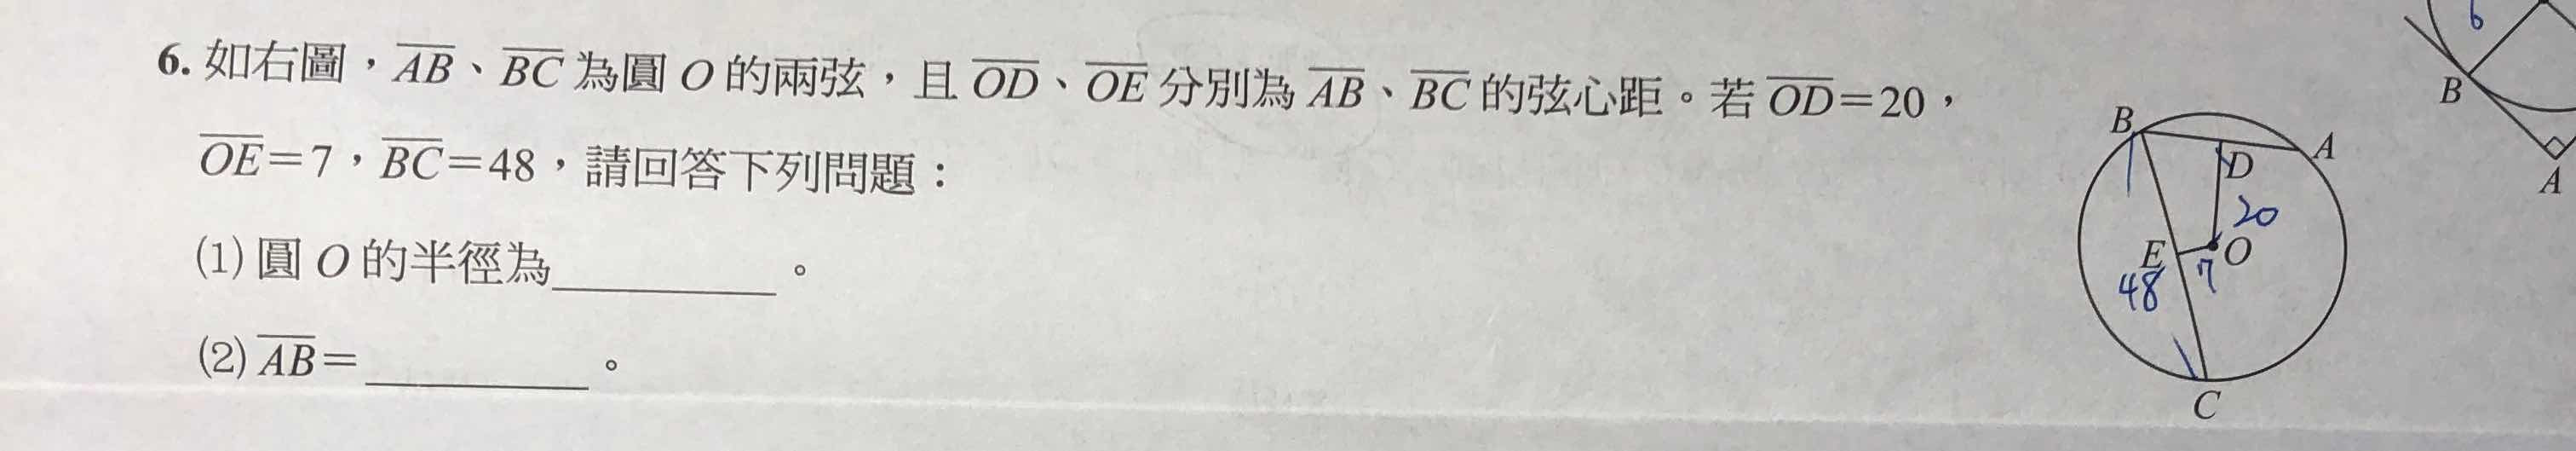 6. 如右圖，AB、BC 為圓 O 的兩弦，且 OD、OE 分別為 AB、BC 的弦心距。若 OD=20，
OE=7，BC=48，請回答下列問題：
(1) 圓 O 的半徑為________。
(2) AB=________。
B
A
D
20
E
O
48
7
C
6
B
A